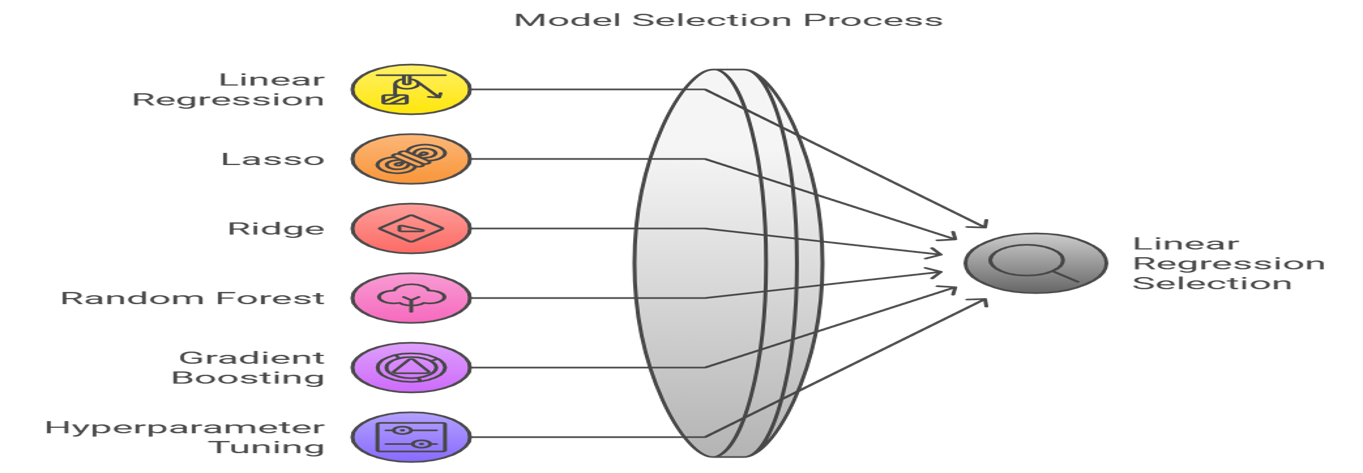 Model Selection Process
Linear
Regression
Lasso
Ridge
Random Forest
Gradient
Boosting
Hyperparameter
Tuning
Linear
Regression
Selection